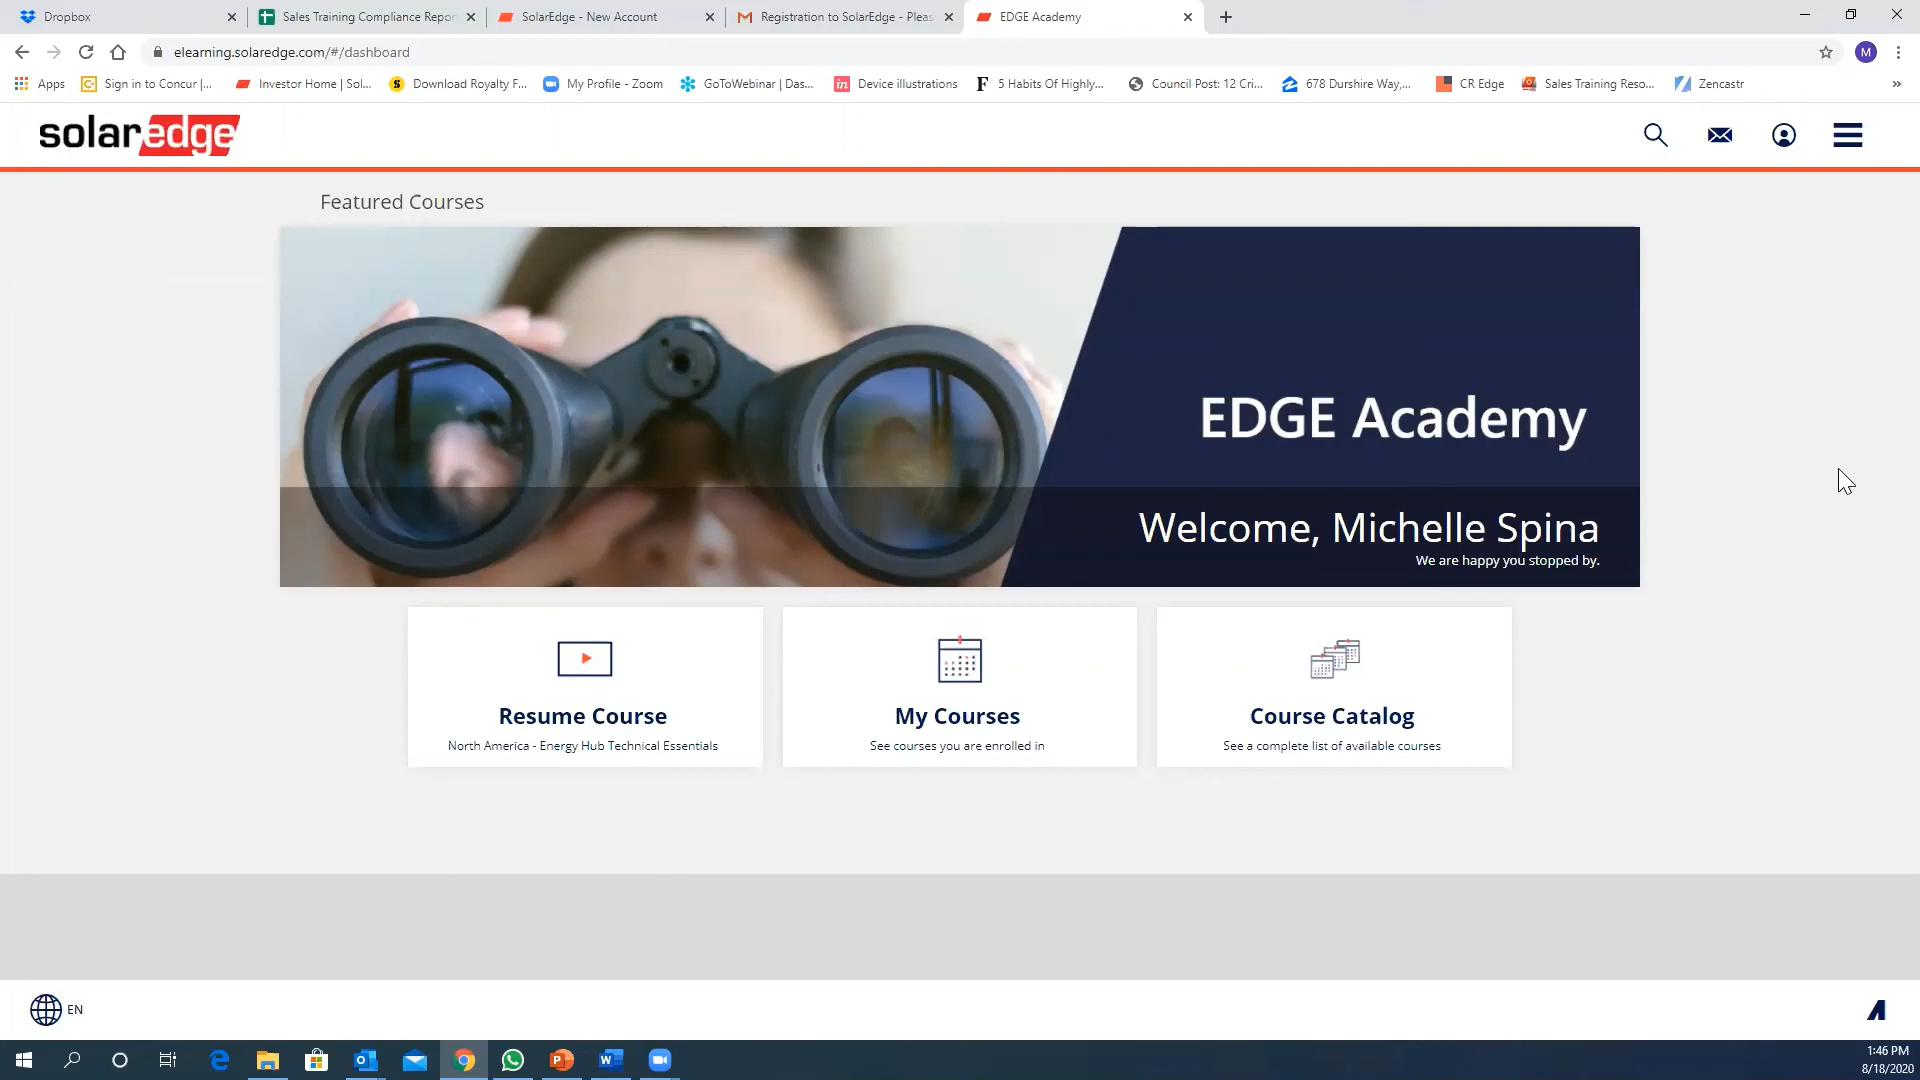 Dropbox
Sales Training Compliance Repor
SolarEdge - New Account
Registration to SolarEdge - Pleas
EDGE Academy
elearning.solaredge.com/#/dashboard
M
Apps
Sign in to Concur |...
Investor Home | Sol...
Download Royalty F...
My Profile - Zoom
GoToWebinar | Das...
Device illustrations
5 Habits Of Highly...
Council Post: 12 Cri...
678 Durshire Way,...
CR Edge
Sales Training Reso...
Zencastr
»
solaredge
Featured Courses
EDGE Academy
Welcome, Michelle Spina
We are happy you stopped by.
Resume Course
North America - Energy Hub Technical Essentials
My Courses
See courses you are enrolled in
Course Catalog
See a complete list of available courses
EN
1:46 PM
8/18/2020